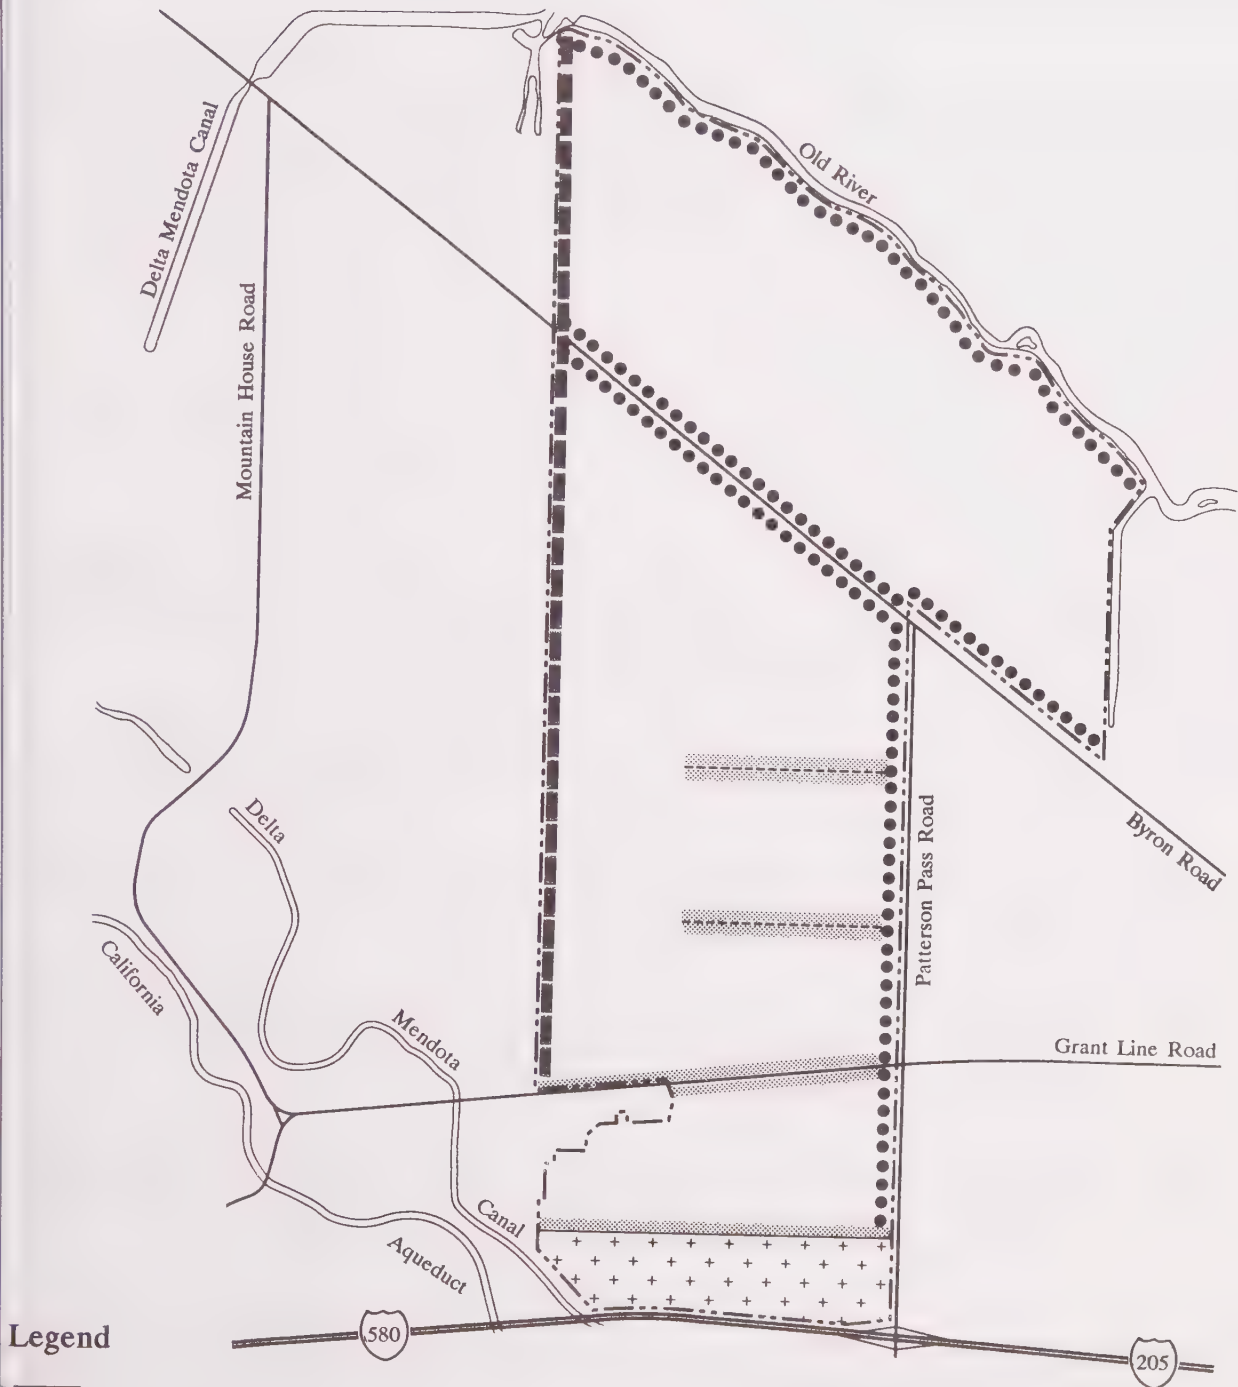 Old River
Delta Mendota Canal
Mountain House Road
Delta
Byron Road
Patterson Pass Road
California
Mendota
Grant Line Road
Canal
Aqueduct
580
Legend
205